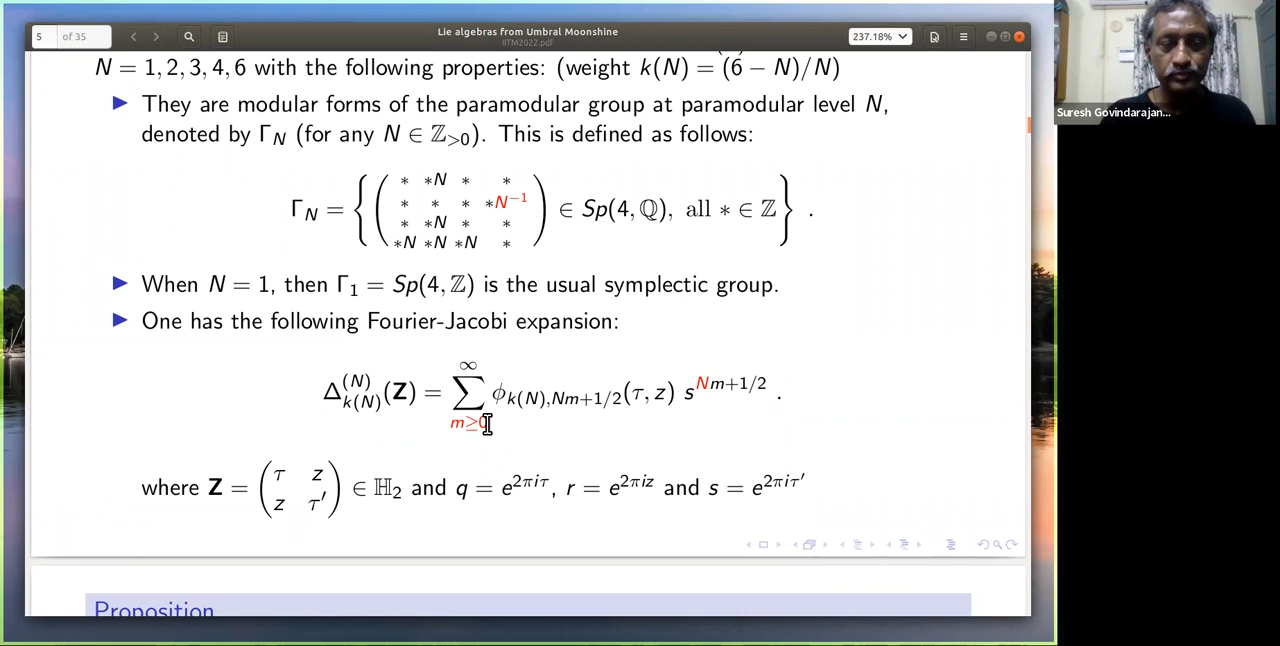 5 of 35
Lie algebras from Umbral Moonshine
IITM2022.pdf
237.18%
Suresh Govindarajan...
N = 1, 2, 3, 4, 6 with the following properties: (weight k(N) = (6 − N)/N)
▶ They are modular forms of the paramodular group at paramodular level N,
denoted by Γ_N (for any N ∈ ℤ_{>0}). This is defined as follows:
Γ_N = { ( * *N * *
* * * *N^{-1}
* *N * *
*N *N *N * ) ∈ Sp(4, ℚ), all * ∈ ℤ } .
▶ When N = 1, then Γ_1 = Sp(4, ℤ) is the usual symplectic group.
▶ One has the following Fourier-Jacobi expansion:
Δ^{(N)}_{k(N)}(Z) = ∑_{m≥0}^{∞} ϕ_{k(N),Nm+1/2}(τ, z) s^{Nm+1/2} .
where Z = ( τ z
z τ′ ) ∈ ℍ_2 and q = e^{2πiτ}, r = e^{2πiz} and s = e^{2πiτ′}
Proposition